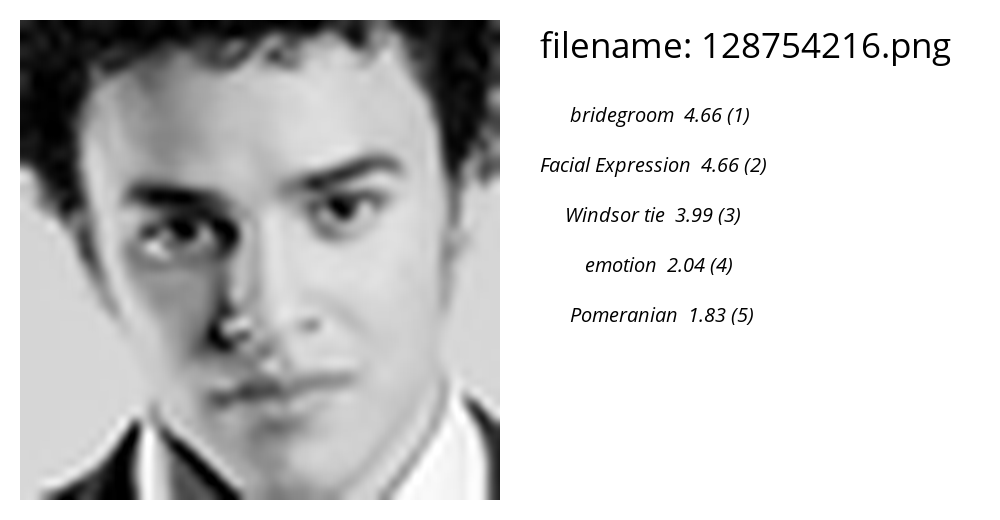 filename: 128754216.png
bridegroom 4.66 (1)
Facial Expression 4.66 (2)
Windsor tie 3.99 (3)
emotion 2.04 (4)
Pomeranian 1.83 (5)